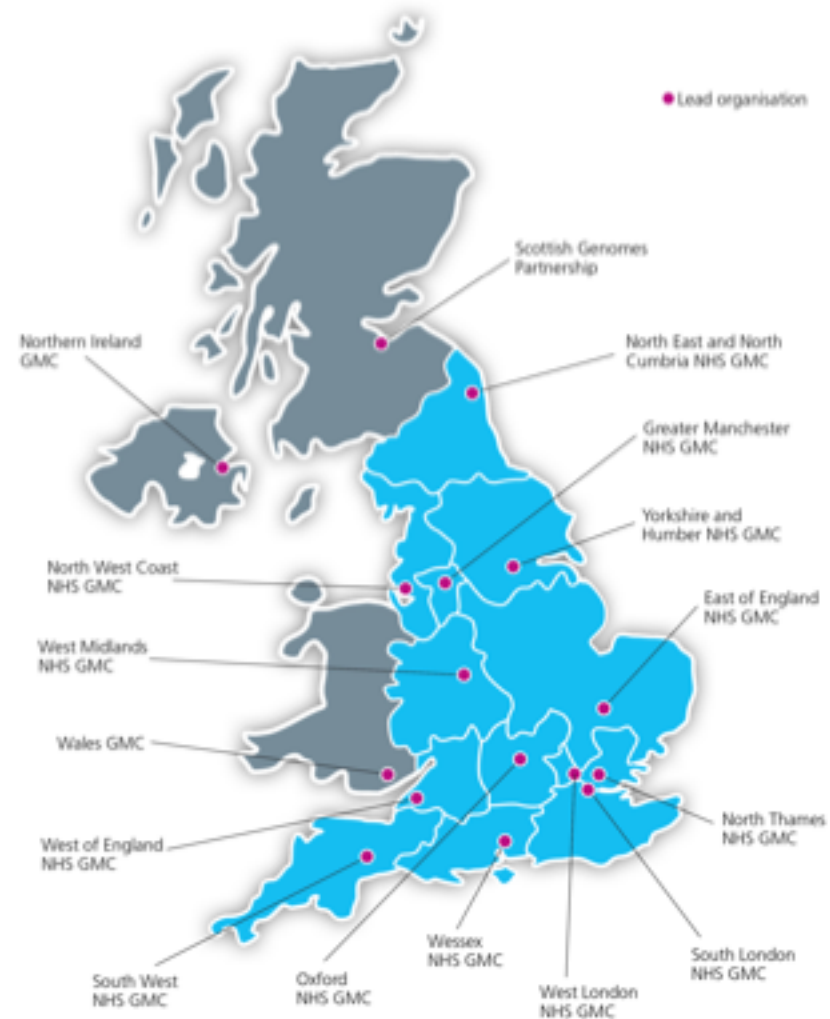 Lead organisation
Scottish Genomes
Partnership
Northern Ireland
GMC
North East and North
Cumbria NHS GMC
Greater Manchester
NHS GMC
Yorkshire and
Humber NHS GMC
North West Coast
NHS GMC
East of England
NHS GMC
West Midlands
NHS GMC
Wales GMC
North Thames
NHS GMC
West of England
NHS GMC
Wessex
NHS GMC
South London
NHS GMC
South West
NHS GMC
Oxford
NHS GMC
West London
NHS GMC